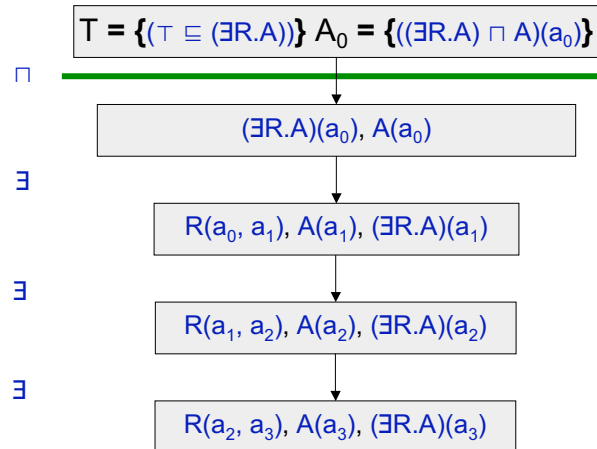 T = {(⊤ ⊑ (∃R.A))} A₀ = {((∃R.A) ⊓ A)(a₀)}
⊓
(∃R.A)(a₀), A(a₀)
∃
R(a₀, a₁), A(a₁), (∃R.A)(a₁)
∃
R(a₁, a₂), A(a₂), (∃R.A)(a₂)
∃
R(a₂, a₃), A(a₃), (∃R.A)(a₃)